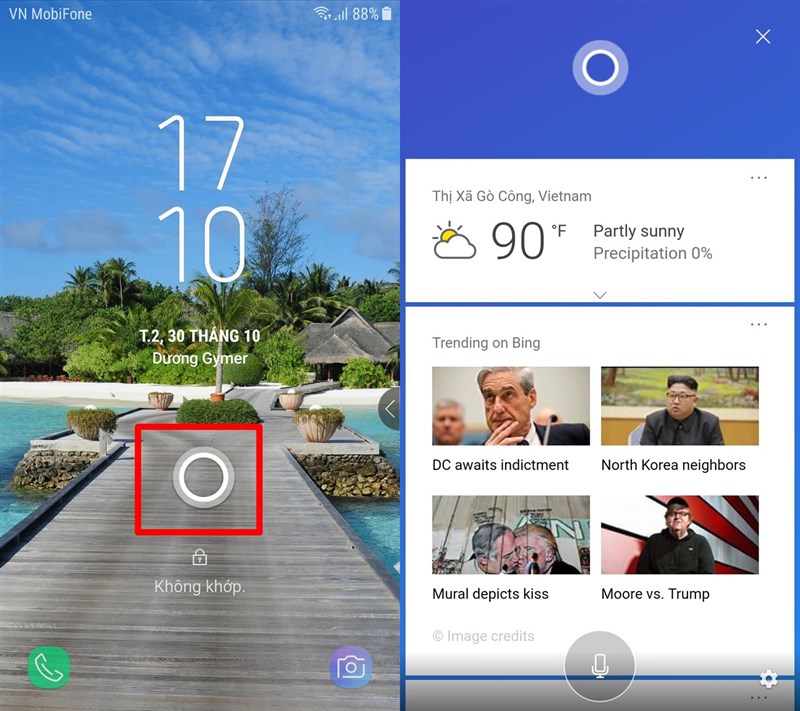 VN MobiFone
88%
17
10
T.2, 30 THÁNG 10
Dương Gymer
Không khớp.
Thị Xã Gò Công, Vietnam
90 °F
Partly sunny
Precipitation 0%
Trending on Bing
DC awaits indictment
North Korea neighbors
Mural depicts kiss
Moore vs. Trump
© Image credits